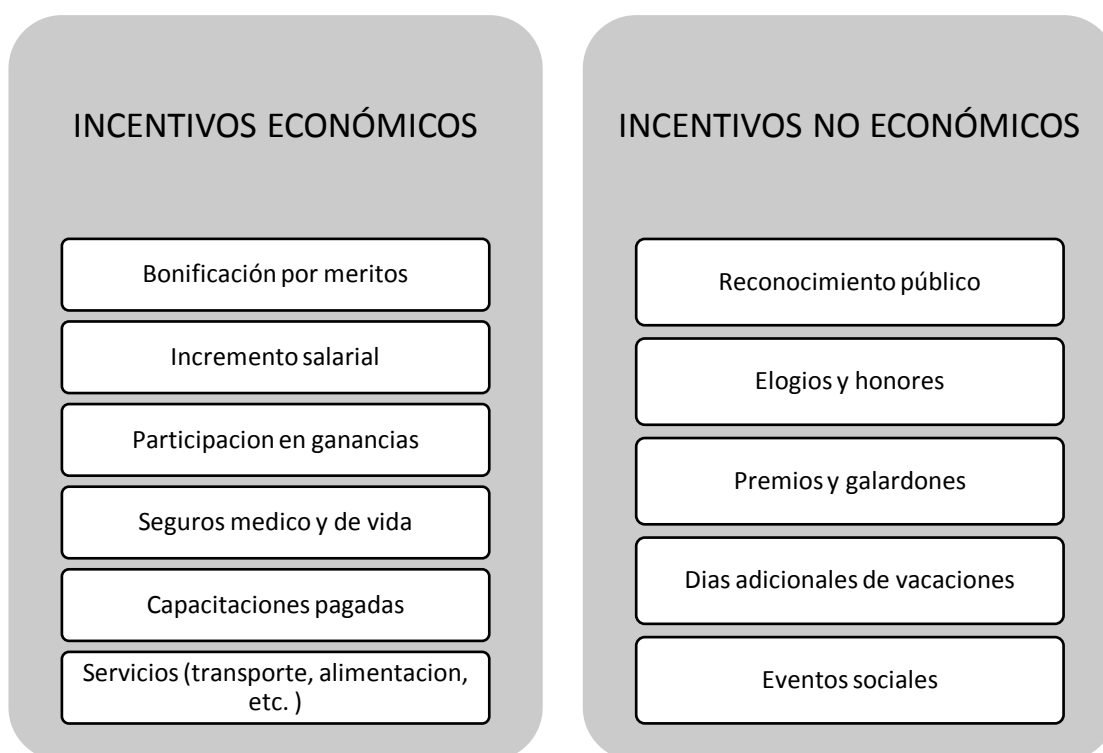 INCENTIVOS ECONÓMICOS
Bonificación por meritos
Incremento salarial
Participacion en ganancias
Seguros medico y de vida
Capacitaciones pagadas
Servicios (transporte, alimentacion,
etc. )
INCENTIVOS NO ECONÓMICOS
Reconocimiento público
Elogios y honores
Premios y galardones
Dias adicionales de vacaciones
Eventos sociales